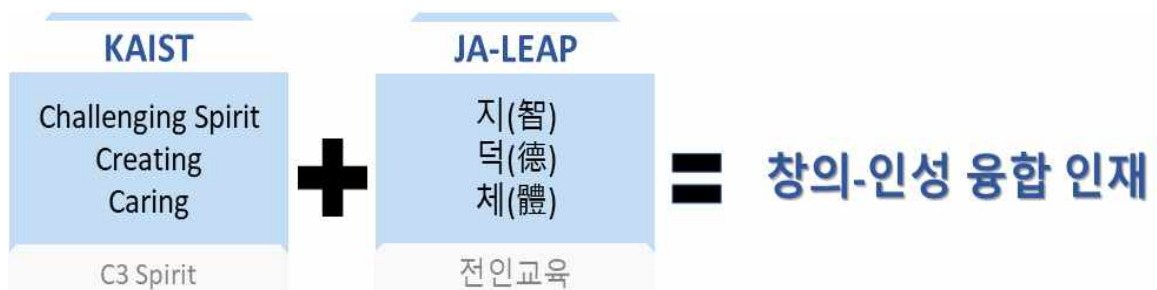 KAIST
Challenging Spirit
Creating
Caring
C3 Spirit
+
JA-LEAP
지(智)
덕(德)
체(體)
전인교육
=
창의-인성 융합 인재